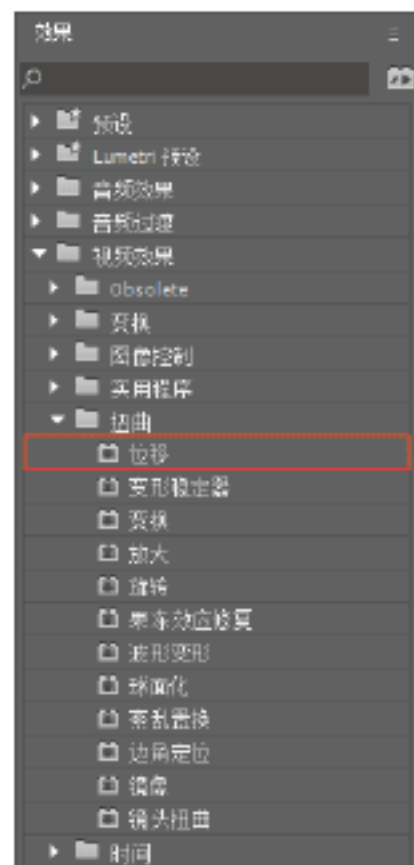 效果
预设
Lumetri 预设
音频效果
音频过渡
视频效果
Obsolete
变换
图像控制
实用程序
扭曲
位移
变形稳定器
变换
放大
旋转
果冻效应修复
波形变形
球面化
紊乱置换
边角定位
镜像
镜头扭曲
时间